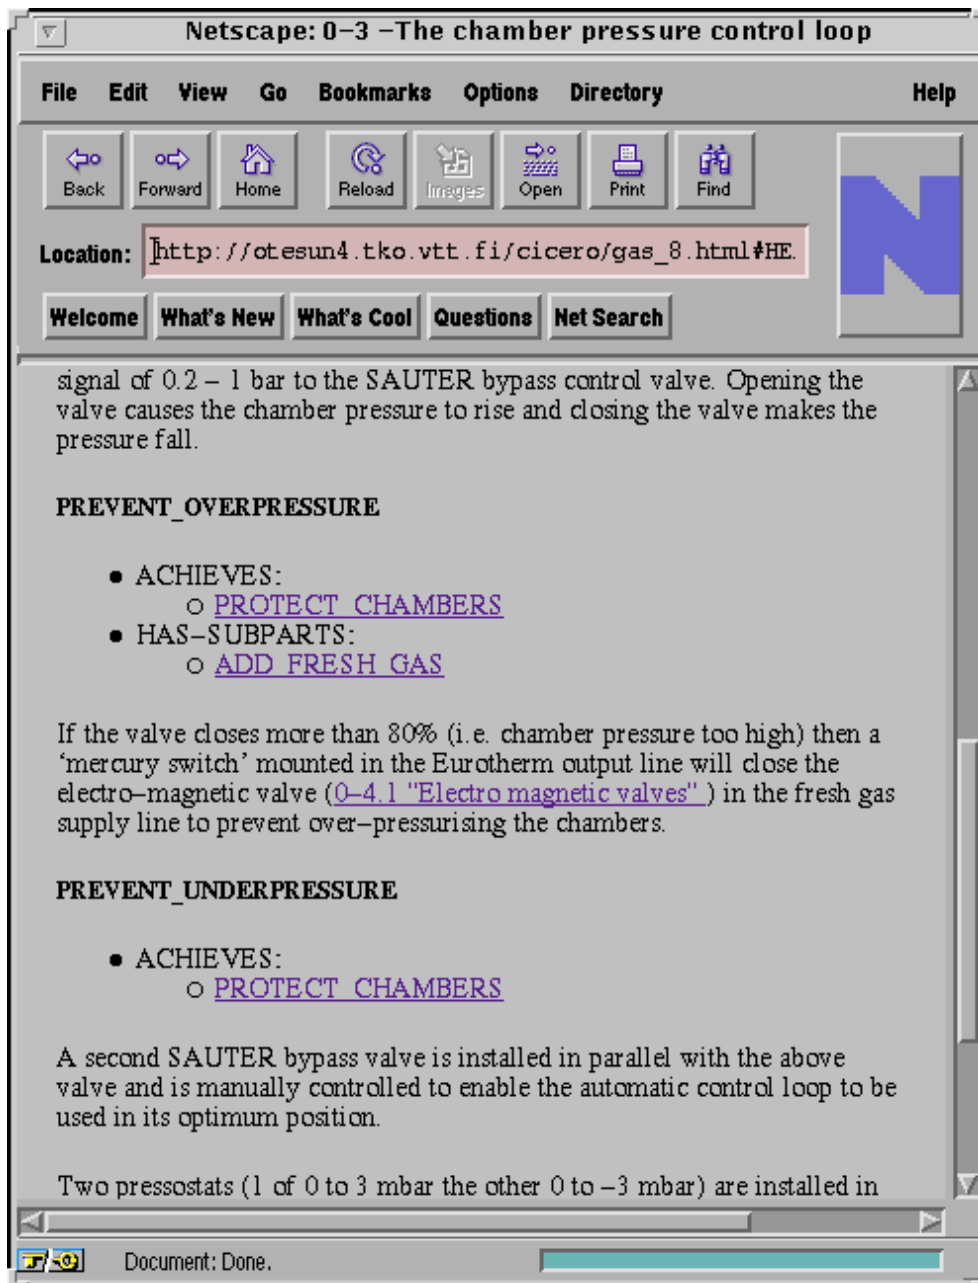 Netscape: 0–3 –The chamber pressure control loop
File Edit View Go Bookmarks Options Directory Help
Back Forward Home Reload Images Open Print Find
N
Location: http://otesun4.tko.vtt.fi/cicero/gas_8.html#HE.
Welcome What's New What's Cool Questions Net Search
signal of 0.2 – 1 bar to the SAUTER bypass control valve. Opening the
valve causes the chamber pressure to rise and closing the valve makes the
pressure fall.
PREVENT_OVERPRESSURE
● ACHIEVES:
○ PROTECT_CHAMBERS
● HAS–SUBPARTS:
○ ADD_FRESH_GAS
If the valve closes more than 80% (i.e. chamber pressure too high) then a
‘mercury switch’ mounted in the Eurotherm output line will close the
electro–magnetic valve (0–4.1 "Electro magnetic valves" ) in the fresh gas
supply line to prevent over–pressurising the chambers.
PREVENT_UNDERPRESSURE
● ACHIEVES:
○ PROTECT_CHAMBERS
A second SAUTER bypass valve is installed in parallel with the above
valve and is manually controlled to enable the automatic control loop to be
used in its optimum position.
Two pressostats (1 of 0 to 3 mbar the other 0 to –3 mbar) are installed in
Document: Done.